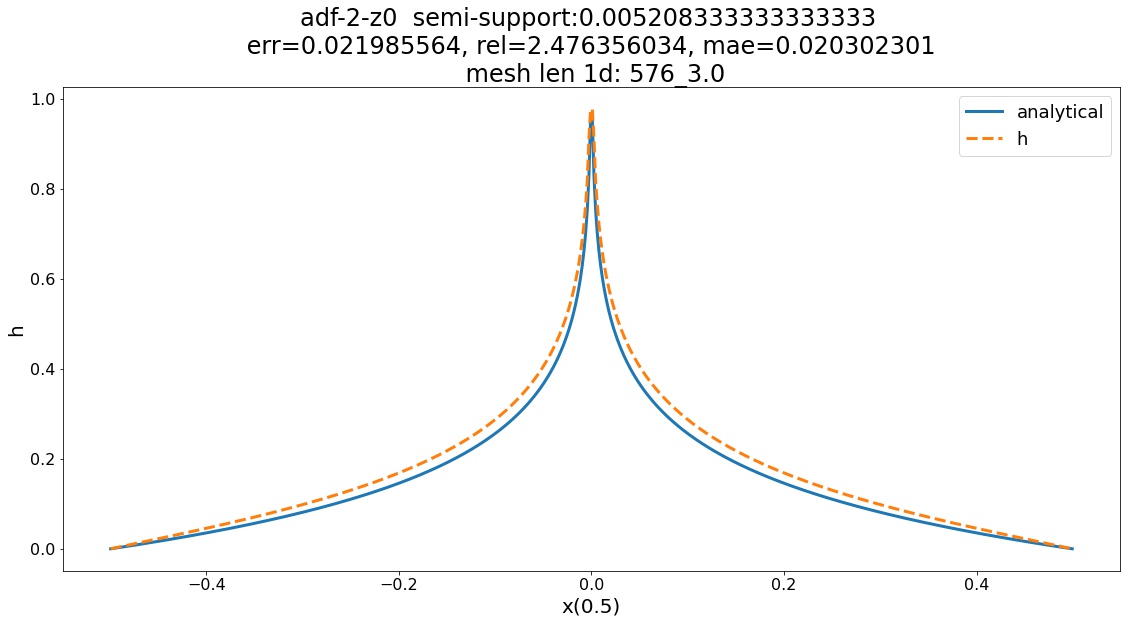 adf-2-z0  semi-support:0.005208333333333333
err=0.021985564, rel=2.476356034, mae=0.020302301
mesh len 1d: 576_3.0
analytical
h
1.0
0.8
0.6
0.4
0.2
0.0
h
−0.4
−0.2
0.0
0.2
0.4
x(0.5)